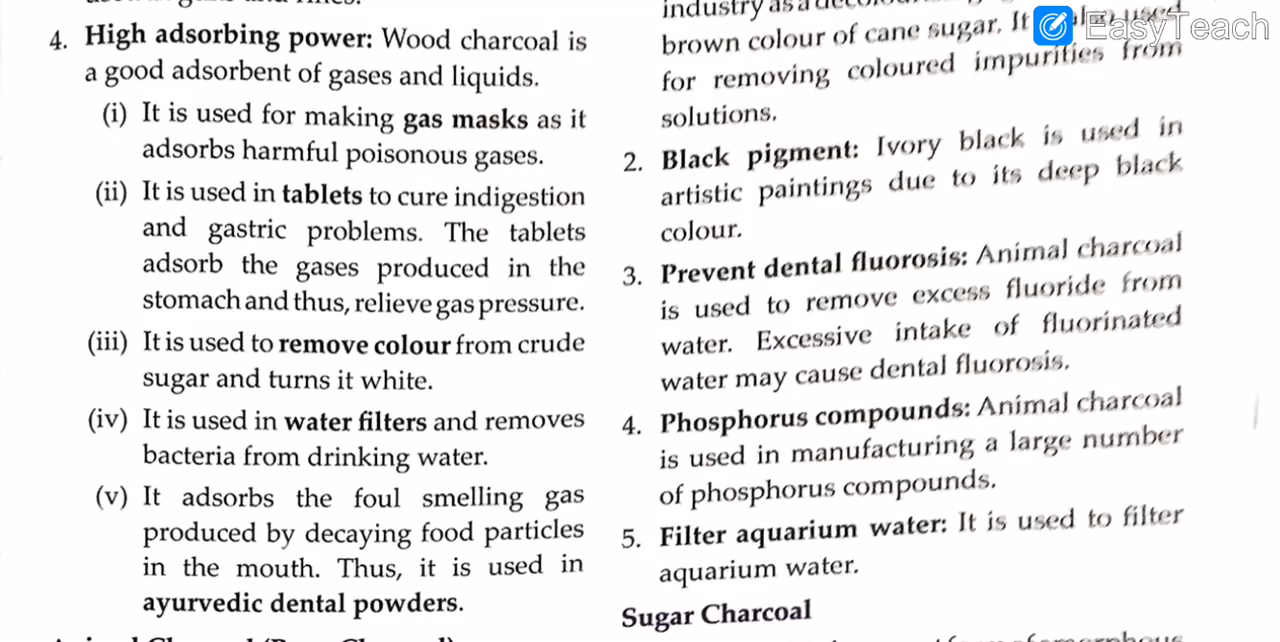 4. High adsorbing power: Wood charcoal is
a good adsorbent of gases and liquids.
(i) It is used for making gas masks as it
adsorbs harmful poisonous gases.
(ii) It is used in tablets to cure indigestion
and gastric problems. The tablets
adsorb the gases produced in the
stomach and thus, relieve gas pressure.
(iii) It is used to remove colour from crude
sugar and turns it white.
(iv) It is used in water filters and removes
bacteria from drinking water.
(v) It adsorbs the foul smelling gas
produced by decaying food particles
in the mouth. Thus, it is used in
ayurvedic dental powders.
industry as a
brown colour of cane sugar. It also used
for removing coloured impurities from
solutions.
2. Black pigment: Ivory black is used in
artistic paintings due to its deep black
colour.
3. Prevent dental fluorosis: Animal charcoal
is used to remove excess fluoride from
water. Excessive intake of fluorinated
water may cause dental fluorosis.
4. Phosphorus compounds: Animal charcoal
is used in manufacturing a large number
of phosphorus compounds.
5. Filter aquarium water: It is used to filter
aquarium water.
Sugar Charcoal
EasyTeach